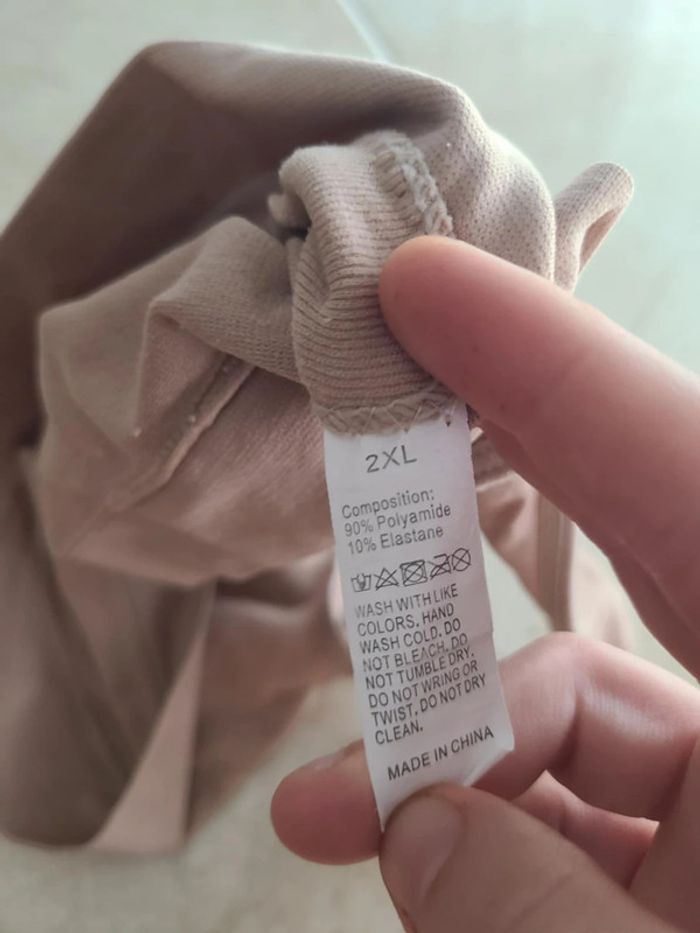 2XL
Composition:
90% Polyamide
10% Elastane
WASH WITH LIKE
COLORS. HAND
WASH COLD. DO
NOT BLEACH. DO
NOT TUMBLE DRY.
DO NOT WRING OR
TWIST. DO NOT DRY
CLEAN.
MADE IN CHINA